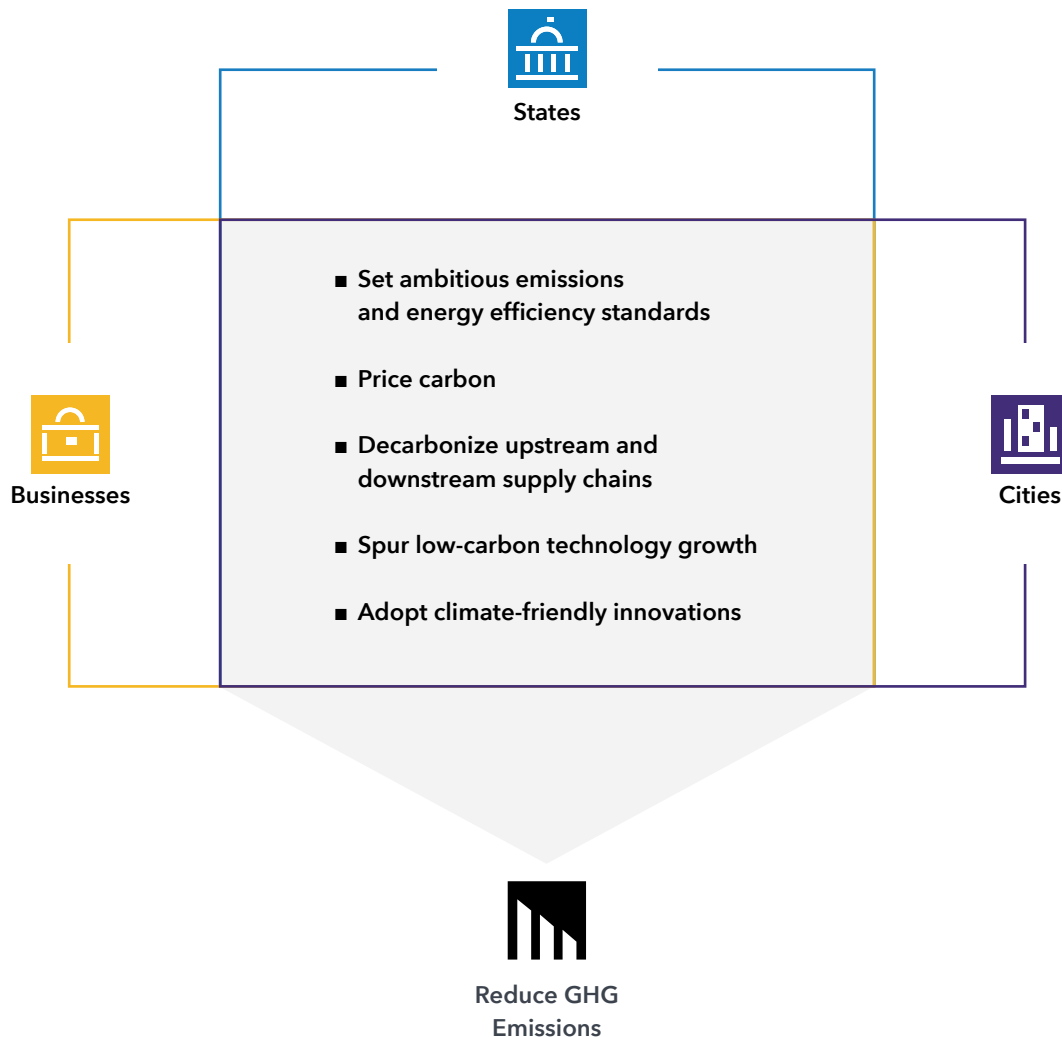 States
■ Set ambitious emissions
and energy efficiency standards
■ Price carbon
■ Decarbonize upstream and
downstream supply chains
■ Spur low-carbon technology growth
■ Adopt climate-friendly innovations
Businesses
Cities
Reduce GHG
Emissions